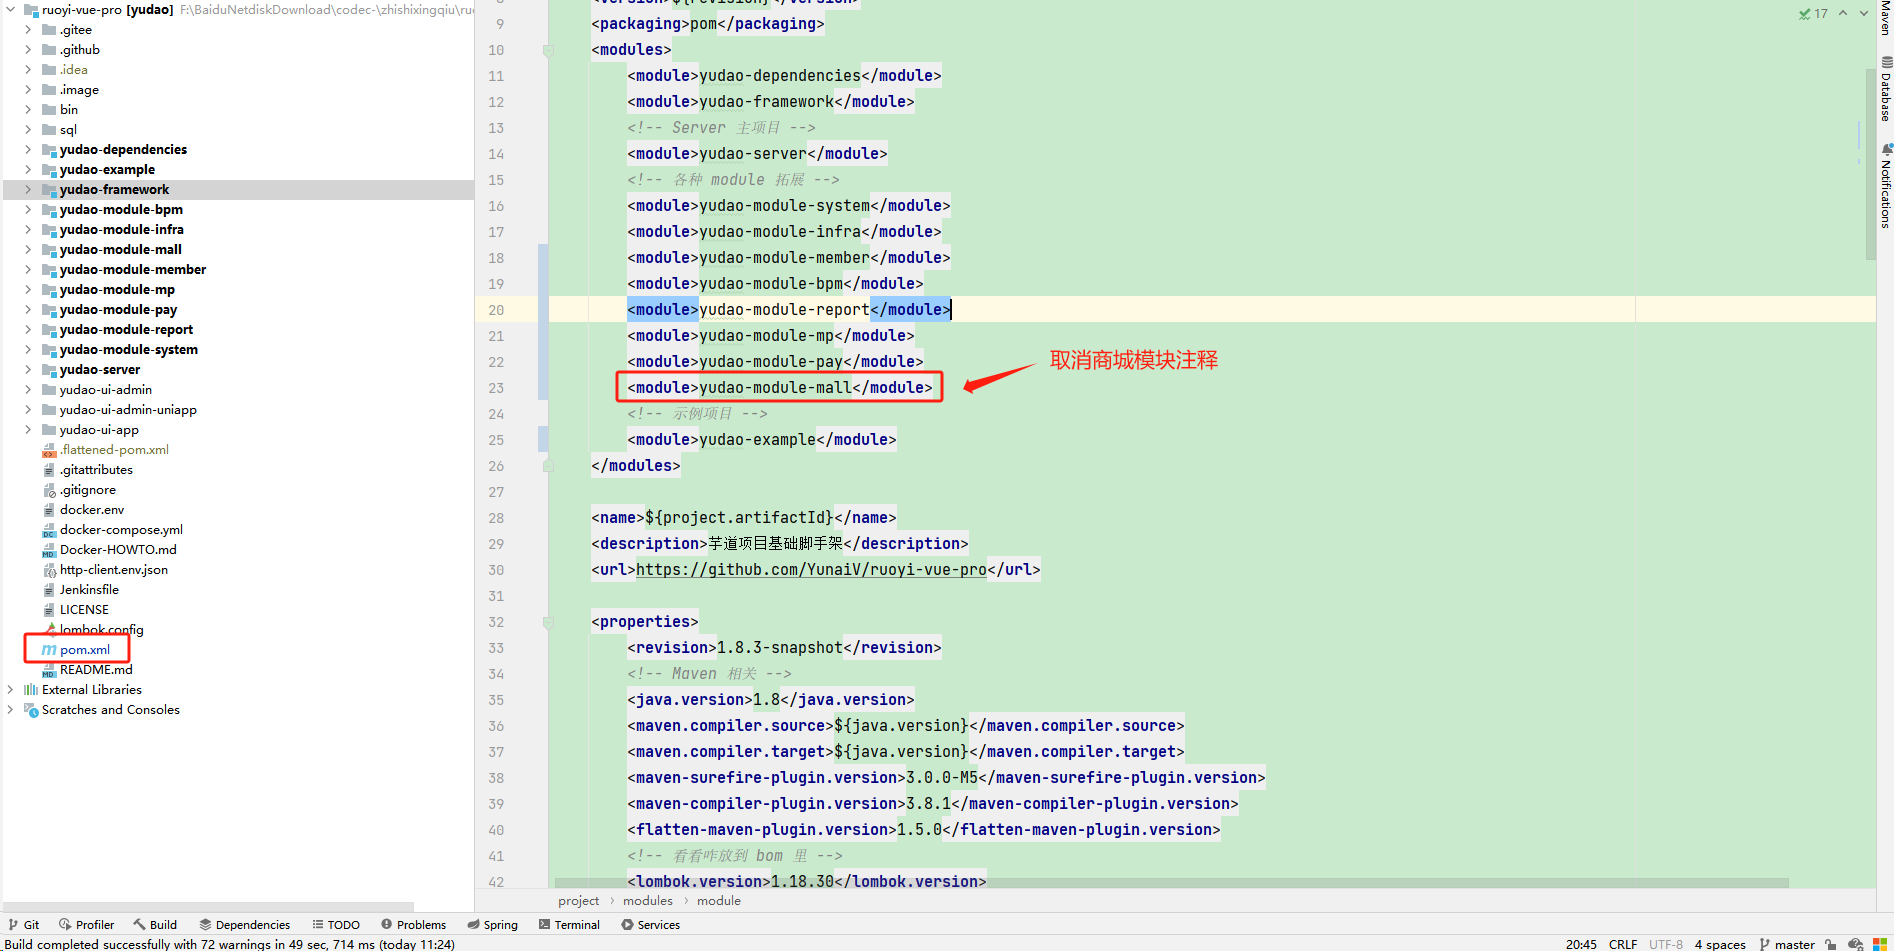 ruoyi-vue-pro [yudao] F:\BaiduNetdiskDownload\codec-\zhishixingqiu\ruo
.gitee
.github
.idea
.image
bin
sql
yudao-dependencies
yudao-example
yudao-framework
yudao-module-bpm
yudao-module-infra
yudao-module-mall
yudao-module-member
yudao-module-mp
yudao-module-pay
yudao-module-report
yudao-module-system
yudao-server
yudao-ui-admin
yudao-ui-admin-uniapp
yudao-ui-app
.flattened-pom.xml
.gitattributes
.gitignore
docker.env
docker-compose.yml
Docker-HOWTO.md
http-client.env.json
Jenkinsfile
LICENSE
lombok.config
pom.xml
README.md
External Libraries
Scratches and Consoles
8 <version>${revision}</version>
9 <packaging>pom</packaging>
10 <modules>
11 <module>yudao-dependencies</module>
12 <module>yudao-framework</module>
13 <!-- Server 主项目 -->
14 <module>yudao-server</module>
15 <!-- 各种 module 拓展 -->
16 <module>yudao-module-system</module>
17 <module>yudao-module-infra</module>
18 <module>yudao-module-member</module>
19 <module>yudao-module-bpm</module>
20 <module>yudao-module-report</module>
21 <module>yudao-module-mp</module>
22 <module>yudao-module-pay</module>
取消商城模块注释
23 <module>yudao-module-mall</module>
24 <!-- 示例项目 -->
25 <module>yudao-example</module>
26 </modules>
27
28 <name>${project.artifactId}</name>
29 <description>芋道项目基础脚手架</description>
30 <url>https://github.com/YunaiV/ruoyi-vue-pro</url>
31
32 <properties>
33 <revision>1.8.3-snapshot</revision>
34 <!-- Maven 相关 -->
35 <java.version>1.8</java.version>
36 <maven.compiler.source>${java.version}</maven.compiler.source>
37 <maven.compiler.target>${java.version}</maven.compiler.target>
38 <maven-surefire-plugin.version>3.0.0-M5</maven-surefire-plugin.version>
39 <maven-compiler-plugin.version>3.8.1</maven-compiler-plugin.version>
40 <flatten-maven-plugin.version>1.5.0</flatten-maven-plugin.version>
41 <!-- 看看咋放到 bom 里 -->
42 <lombok.version>1.18.30</lombok.version>
17
Maven
Database
Notifications
project › modules › module
Git Profiler Build Dependencies TODO Problems Spring Terminal Services
Build completed successfully with 72 warnings in 49 sec, 714 ms (today 11:24) 20:45 CRLF UTF-8 4 spaces master